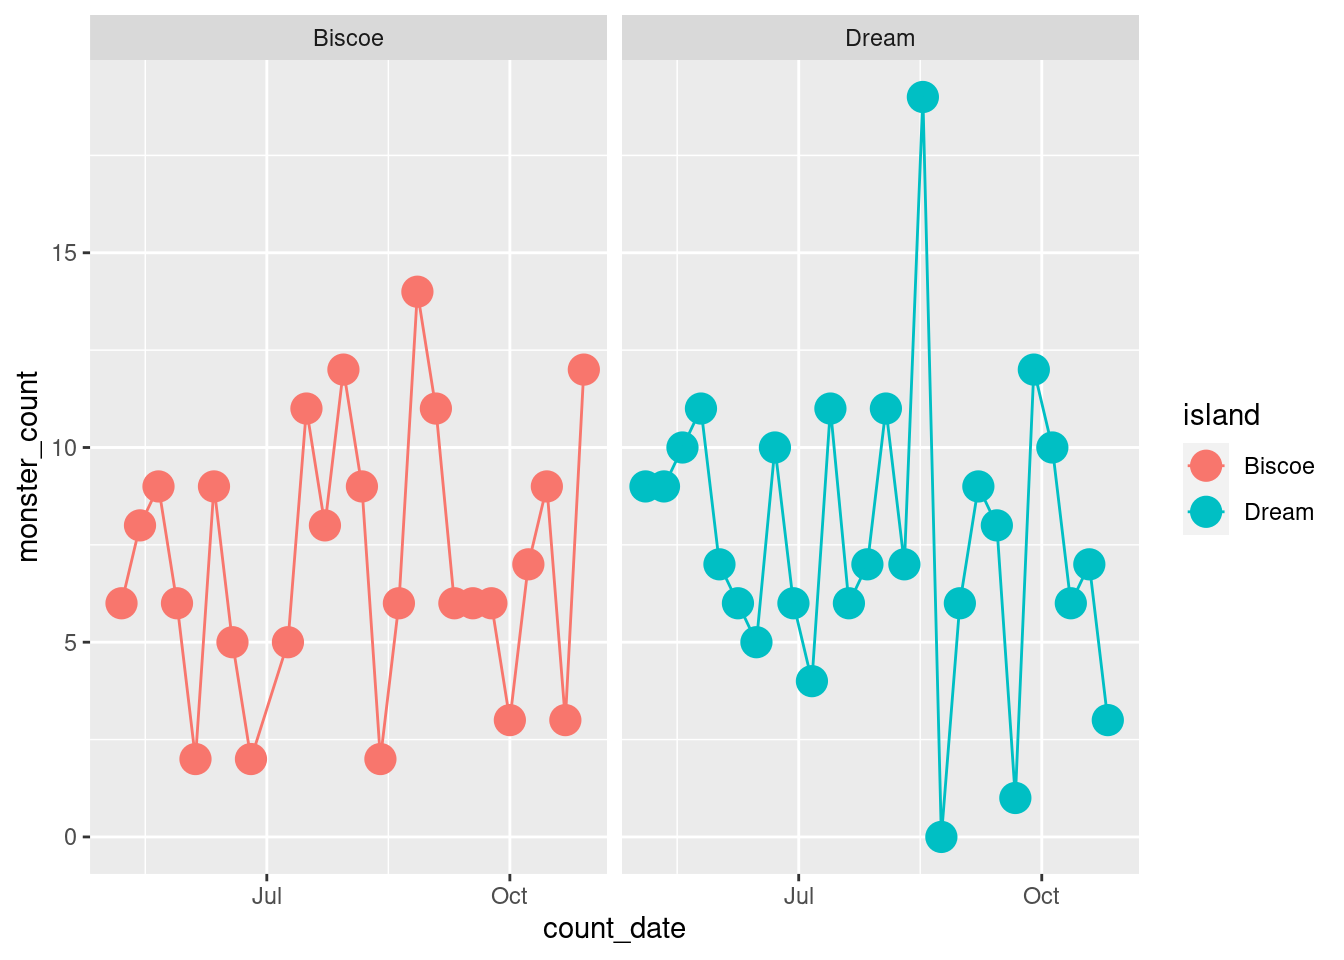 Biscoe
Dream
monster_count
15
10
5
0
Jul
Oct
Jul
Oct
count_date
island
Biscoe
Dream